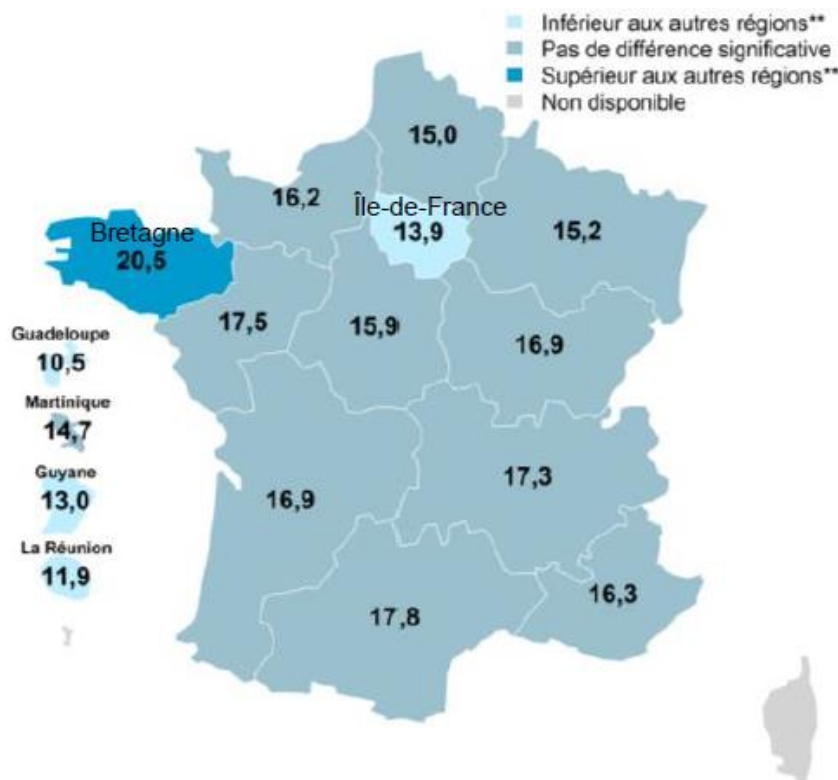 Inférieur aux autres régions**
Pas de différence significative
Supérieur aux autres régions**
Non disponible
15,0
16,2
Île-de-France
13,9
15,2
Bretagne
20,5
17,5
15,9
16,9
Guadeloupe
10,5
Martinique
14,7
Guyane
13,0
La Réunion
11,9
16,9
17,3
17,8
16,3